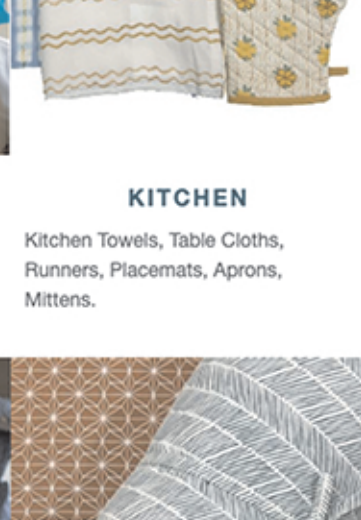 KITCHEN
Kitchen Towels, Table Cloths,
Runners, Placemats, Aprons,
Mittens.